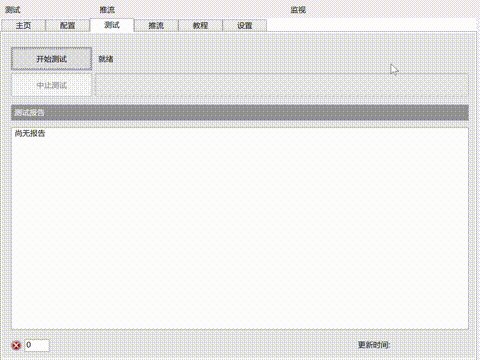 测试 推流 监视
主页 配置 测试 推流 教程 设置
开始测试 就绪
中止测试
测试报告
尚无报告
0 更新时间: